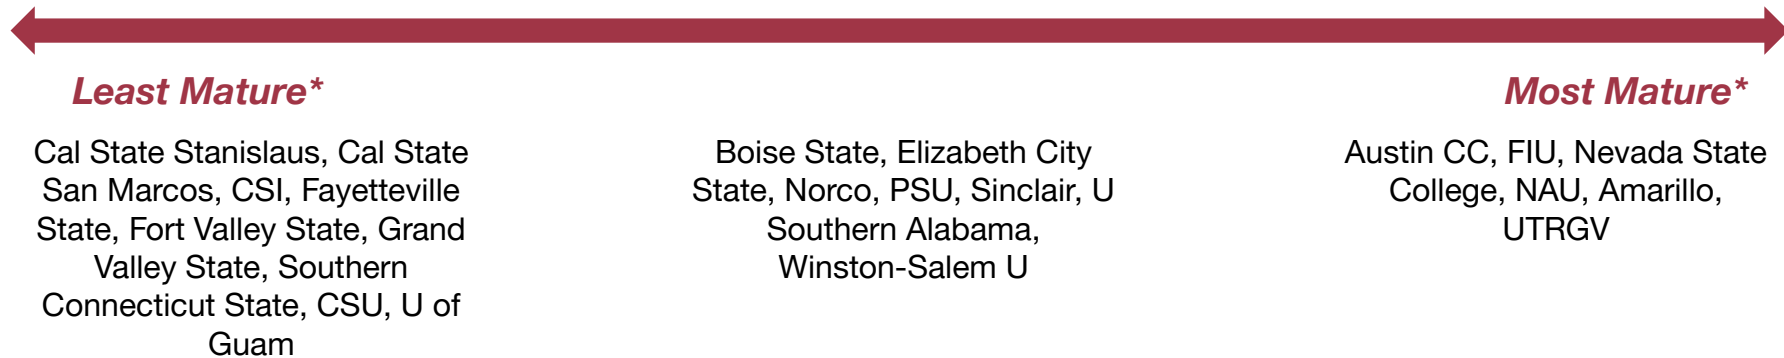 Least Mature*
Most Mature*
Cal State Stanislaus, Cal State
San Marcos, CSI, Fayetteville
State, Fort Valley State, Grand
Valley State, Southern
Connecticut State, CSU, U of
Guam
Boise State, Elizabeth City
State, Norco, PSU, Sinclair, U
Southern Alabama,
Winston-Salem U
Austin CC, FIU, Nevada State
College, NAU, Amarillo,
UTRGV